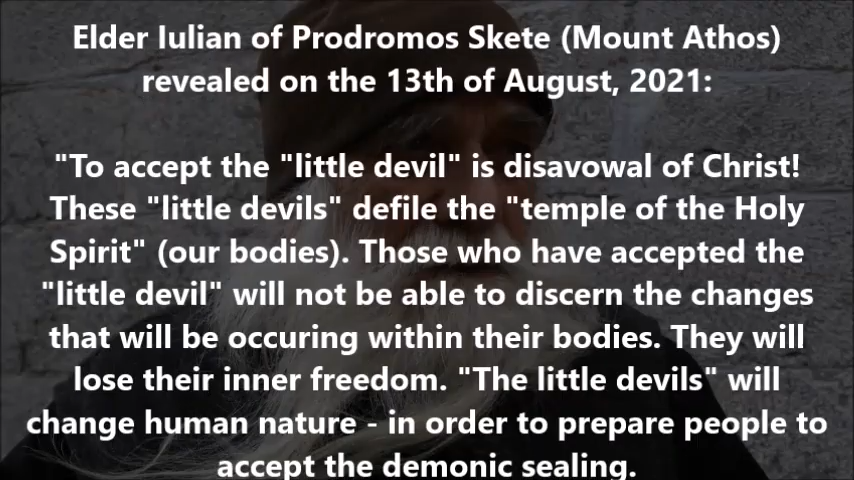 Elder Iulian of Prodromos Skete (Mount Athos)
revealed on the 13th of August, 2021:
"To accept the "little devil" is disavowal of Christ!
These "little devils" defile the "temple of the Holy
Spirit" (our bodies). Those who have accepted the
"little devil" will not be able to discern the changes
that will be occuring within their bodies. They will
lose their inner freedom. "The little devils" will
change human nature - in order to prepare people to
accept the demonic sealing.